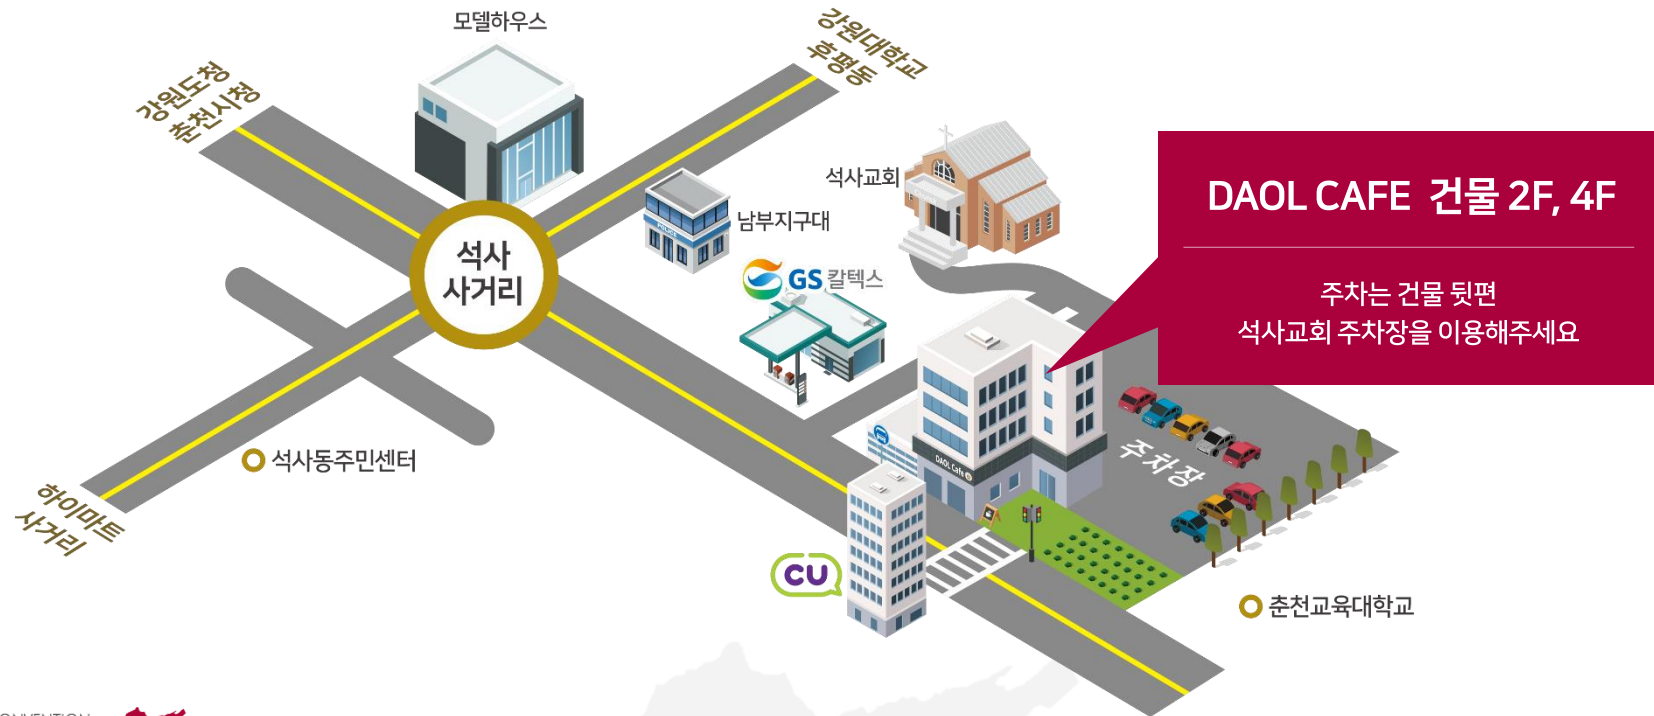 모델하우스
강원대학교
후평동
강원도청
춘천시청
석사교회
DAOL CAFE 건물 2F, 4F
남부지구대
POLICE
석사
사거리
GS 칼텍스
주차는 건물 뒷편
석사교회 주차장을 이용해주세요
석사동주민센터
주차장
DAOL Cafe
하이마트
사거리
CU
춘천교육대학교